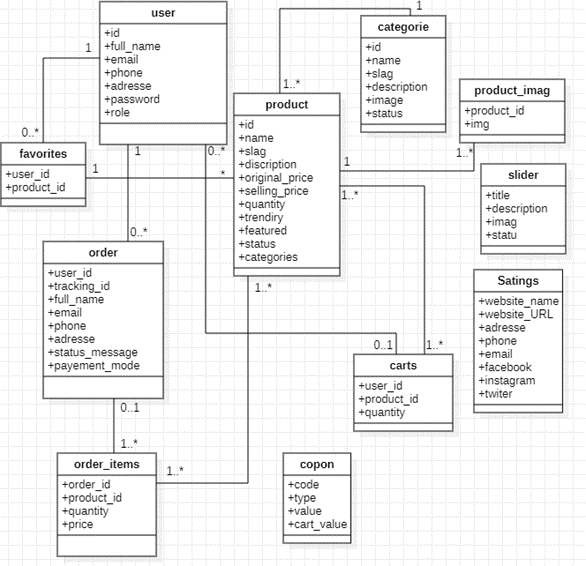 user
+id
+full_name
+email
+phone
+adresse
+password
+role
1
0..*
1
0..*
0..*
categorie
+id
+name
+slag
+description
+image
+status
1
1..*
product
+id
+name
+slag
+discription
+original_price
+selling_price
+quantity
+trendiry
+featured
+status
+categories
product_imag
+product_id
+img
1
1..*
1..*
favorites
+user_id
+product_id
1
*
slider
+title
+description
+imag
+statu
order
+user_id
+tracking_id
+full_name
+email
+phone
+adresse
+status_message
+payement_mode
1..*
Satings
+website_name
+website_URL
+adresse
+phone
+email
+facebook
+instagram
+twiter
0..1
1..*
carts
+user_id
+product_id
+quantity
0..1
1..*
order_items
+order_id
+product_id
+quantity
+price
1..*
copon
+code
+type
+value
+cart_value